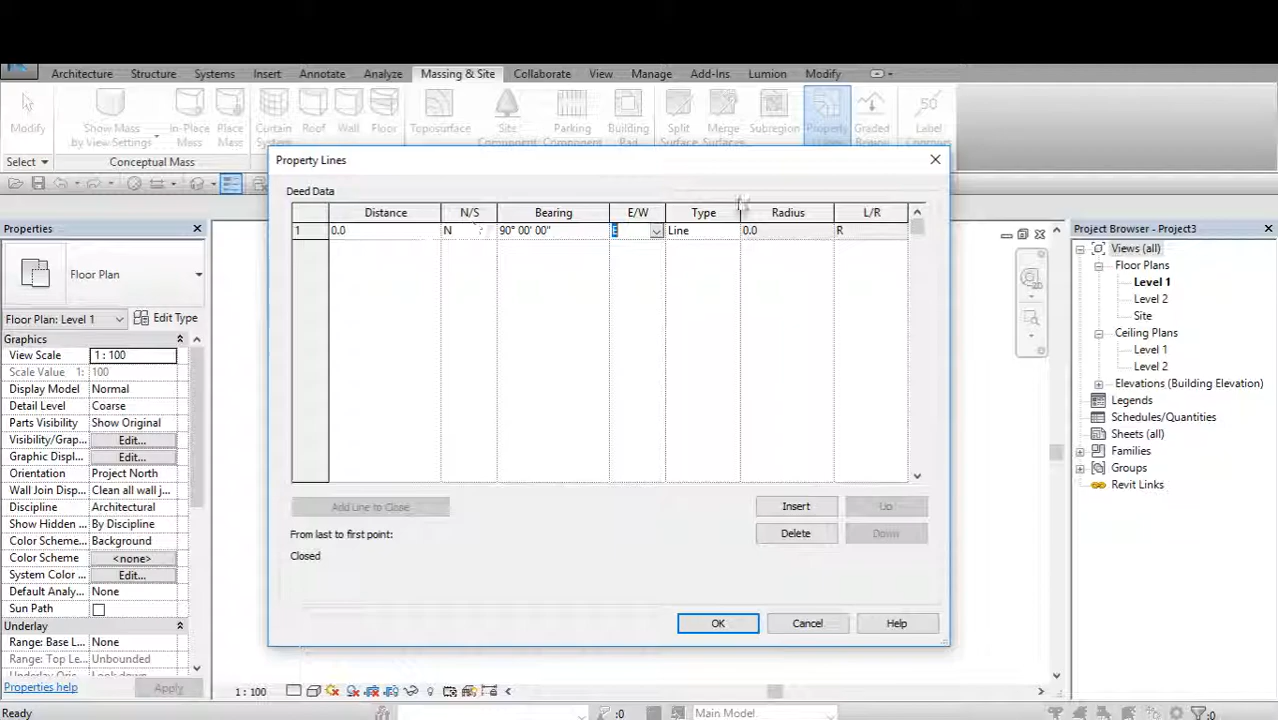 Architecture Structure Systems Insert Annotate Analyze Massing & Site Collaborate View Manage Add-Ins Lumion Modify
Modify Show Mass by View Settings In-Place Mass Place Mass Curtain System Roof Wall Floor Toposurface Site Component Parking Component Building Pad Split Surface Merge Surfaces Subregion Property Graded Label
Select Conceptual Mass
Property Lines
Deed Data
Distance N/S Bearing E/W Type Radius L/R
1 0.0 N 90° 00' 00" E Line 0.0 R
Add Line to Close Insert Up
From last to first point: Delete Down
Closed
OK Cancel Help
Properties
Floor Plan
Floor Plan: Level 1 Edit Type
Graphics
View Scale 1 : 100
Scale Value 1: 100
Display Model Normal
Detail Level Coarse
Parts Visibility Show Original
Visibility/Grap... Edit...
Graphic Displ... Edit...
Orientation Project North
Wall Join Disp... Clean all wall j...
Discipline Architectural
Show Hidden ... By Discipline
Color Scheme... Background
Color Scheme <none>
System Color ... Edit...
Default Analy... None
Sun Path
Underlay
Range: Base L... None
Range: Top Le... Unbounded
Properties help Apply
Project Browser - Project3
Views (all)
Floor Plans
Level 1
Level 2
Site
Ceiling Plans
Level 1
Level 2
Elevations (Building Elevation)
Legends
Schedules/Quantities
Sheets (all)
Families
Groups
Revit Links
1 : 100
Ready :0 Main Model :0